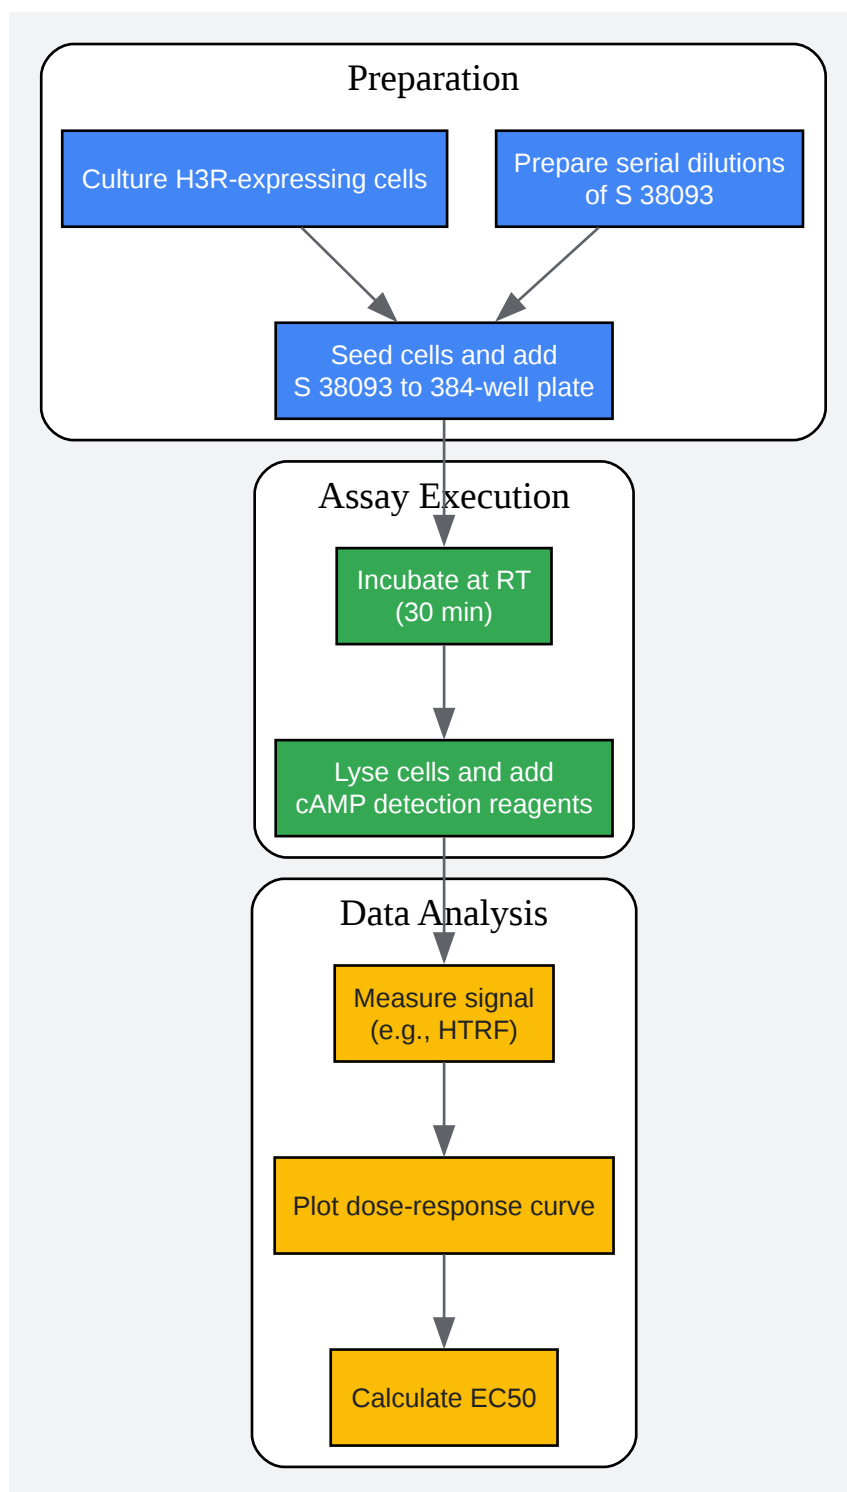 Preparation
Culture H3R-expressing cells
Prepare serial dilutions
of S 38093
Seed cells and add
S 38093 to 384-well plate
Assay Execution
Incubate at RT
(30 min)
Lyse cells and add
cAMP detection reagents
Data Analysis
Measure signal
(e.g., HTRF)
Plot dose-response curve
Calculate EC50